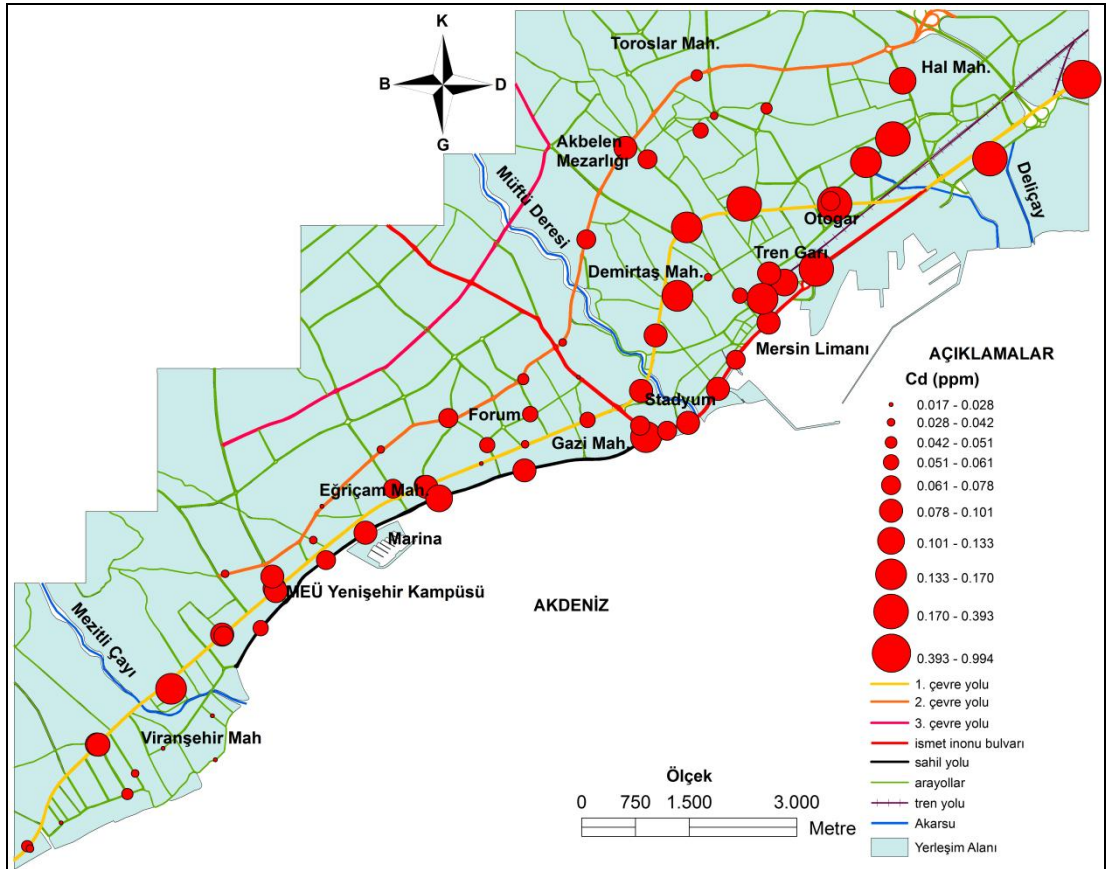 K
B
D
G
Toroslar Mah.
Hal Mah.
Akbelen
Mezarlığı
Müftü Deresi
Deliçay
Otogar
Tren Garı
Demirtaş Mah.
Mersin Limanı
Stadyum
Forum
Gazi Mah.
Eğriçam Mah.
Marina
MEÜ Yenişehir Kampüsü
AKDENİZ
Mezitli Çayı
Viranşehir Mah
Ölçek
0 750 1.500 3.000
Metre
AÇIKLAMALAR
Cd (ppm)
0.017 - 0.028
0.028 - 0.042
0.042 - 0.051
0.051 - 0.061
0.061 - 0.078
0.078 - 0.101
0.101 - 0.133
0.133 - 0.170
0.170 - 0.393
0.393 - 0.994
1. çevre yolu
2. çevre yolu
3. çevre yolu
ismet inonu bulvarı
sahil yolu
arayollar
tren yolu
Akarsu
Yerleşim Alanı